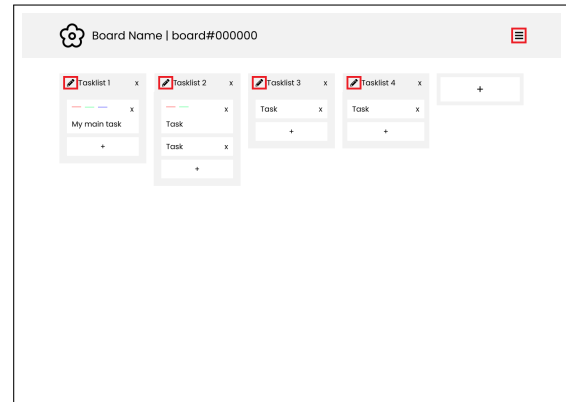 Board Name | board#000000
Tasklist 1 x
x
My main task
+
Tasklist 2 x
x
Task
Task x
+
Tasklist 3 x
Task x
+
Tasklist 4 x
Task x
+
+